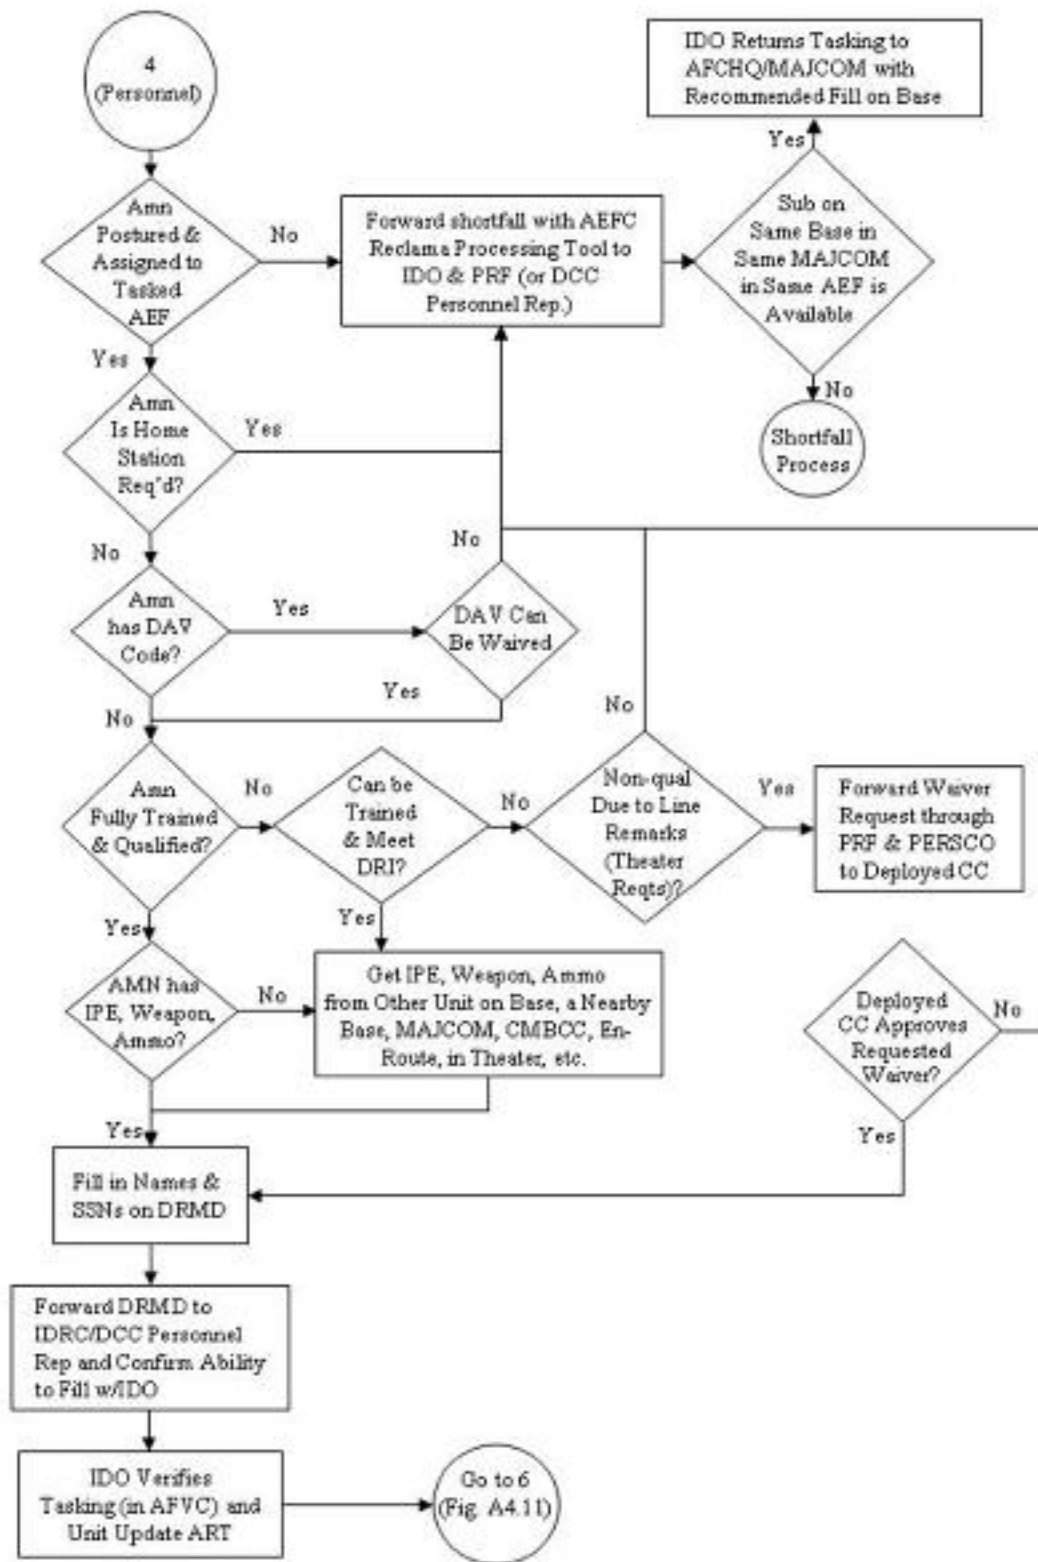 4
(Personnel)
IDO Returns Tasking to
AFCHQ/MAJCOM with
Recommended Fill on Base
Yes
Amn
Postured &
Assigned to
Tasked
AEF
No
Forward shortfall with AEFC
Reclama Processing Tool to
IDO & PRF (or DCC
Personnel Rep.)
Sub on
Same Base in
Same MAJCOM
in Same AEF is
Available
Yes
No
Shortfall
Process
Amn
Is Home
Station
Req'd?
Yes
No
Amn
has DAV
Code?
Yes
DAV Can
Be Waived
No
Yes
No
Amn
Fully Trained
& Qualified?
No
Can be
Trained
& Meet
DRI?
No
Non-qual
Due to Line
Remarks
(Theater
Reqts)?
No
Yes
Forward Waiver
Request through
PRF & PERSCO
to Deployed CC
Yes
Yes
AMN has
IPE, Weapon,
Ammo?
No
Get IPE, Weapon, Ammo
from Other Unit on Base, a Nearby
Base, MAJCOM, CMBCC, En-
Route, in Theater, etc.
Deployed
CC Approves
Requested
Waiver?
No
Yes
Yes
Fill in Names &
SSNs on DRMD
Forward DRMD to
IDRC/DCC Personnel
Rep and Confirm Ability
to Fill w/IDO
IDO Verifies
Tasking (in AFVC) and
Unit Update ART
Go to 6
(Fig. A4.11)